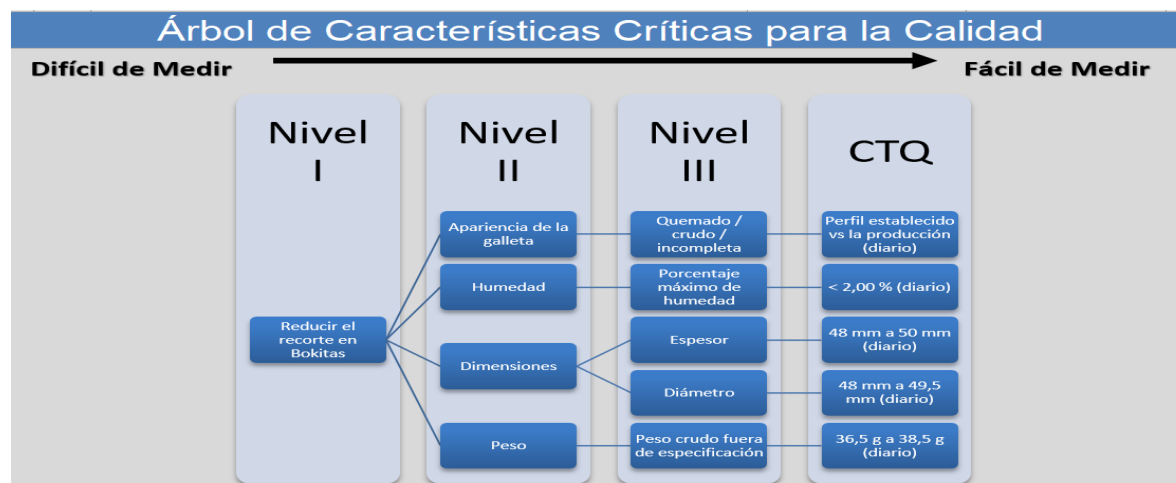 Árbol de Características Críticas para la Calidad
Difícil de Medir
Fácil de Medir
Nivel
I
Nivel
II
Nivel
III
CTQ
Reducir el
recorte en
Bokitas
Apariencia de la
galleta
Quemado /
crudo /
incompleta
Perfil establecido
vs la producción
(diario)
Humedad
Porcentaje
máximo de
humedad
< 2,00 % (diario)
Dimensiones
Espesor
48 mm a 50 mm
(diario)
Diámetro
48 mm a 49,5
mm (diario)
Peso
Peso crudo fuera
de especificación
36,5 g a 38,5 g
(diario)